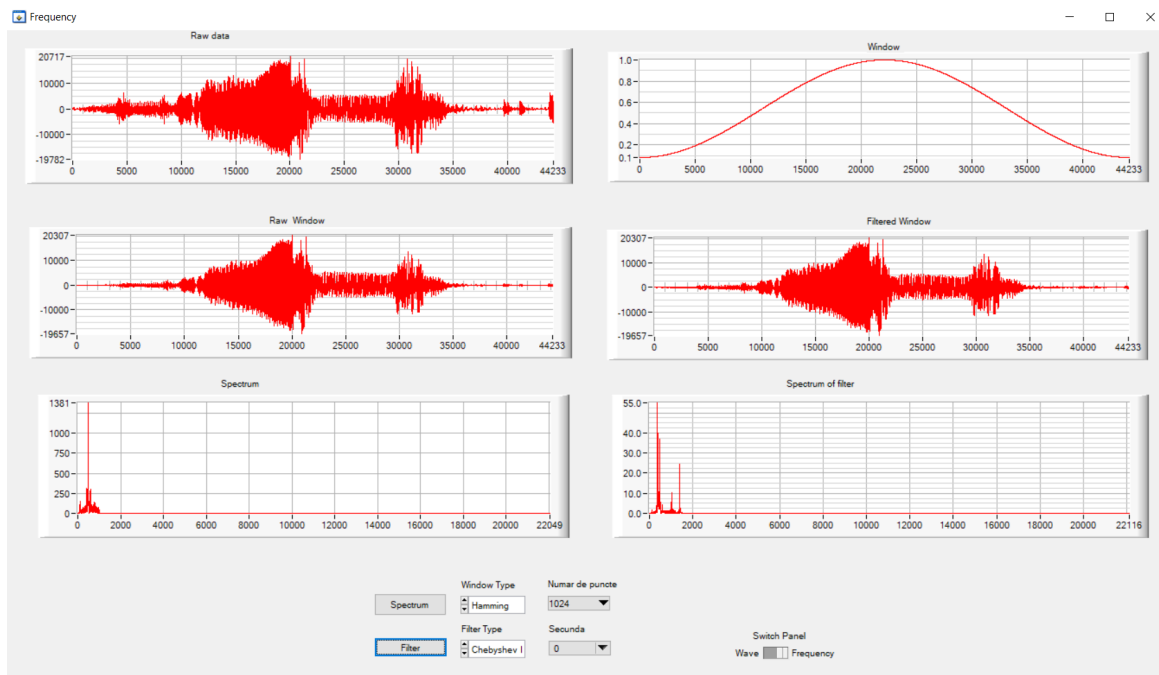 Frequency
Raw data
20717
10000
0
-10000
-19782
0 5000 10000 15000 20000 25000 30000 35000 40000 44233
Window
1.0
0.8
0.6
0.4
0.2
0.1
0 5000 10000 15000 20000 25000 30000 35000 40000 44233
Raw Window
20307
10000
0
-10000
-19657
0 5000 10000 15000 20000 25000 30000 35000 40000 44233
Filtered Window
20307
10000
0
-10000
-19657
0 5000 10000 15000 20000 25000 30000 35000 40000 44233
Spectrum
1381
1000
750
500
250
0
0 2000 4000 6000 8000 10000 12000 14000 16000 18000 20000 22049
Spectrum of filter
55.0
40.0
30.0
20.0
10.0
0.0
0 2000 4000 6000 8000 10000 12000 14000 16000 18000 20000 22116
Window Type Numar de puncte
Spectrum Hamming 1024
Filter Type Secunda
Filter Chebyshev I 0
Switch Panel
Wave Frequency